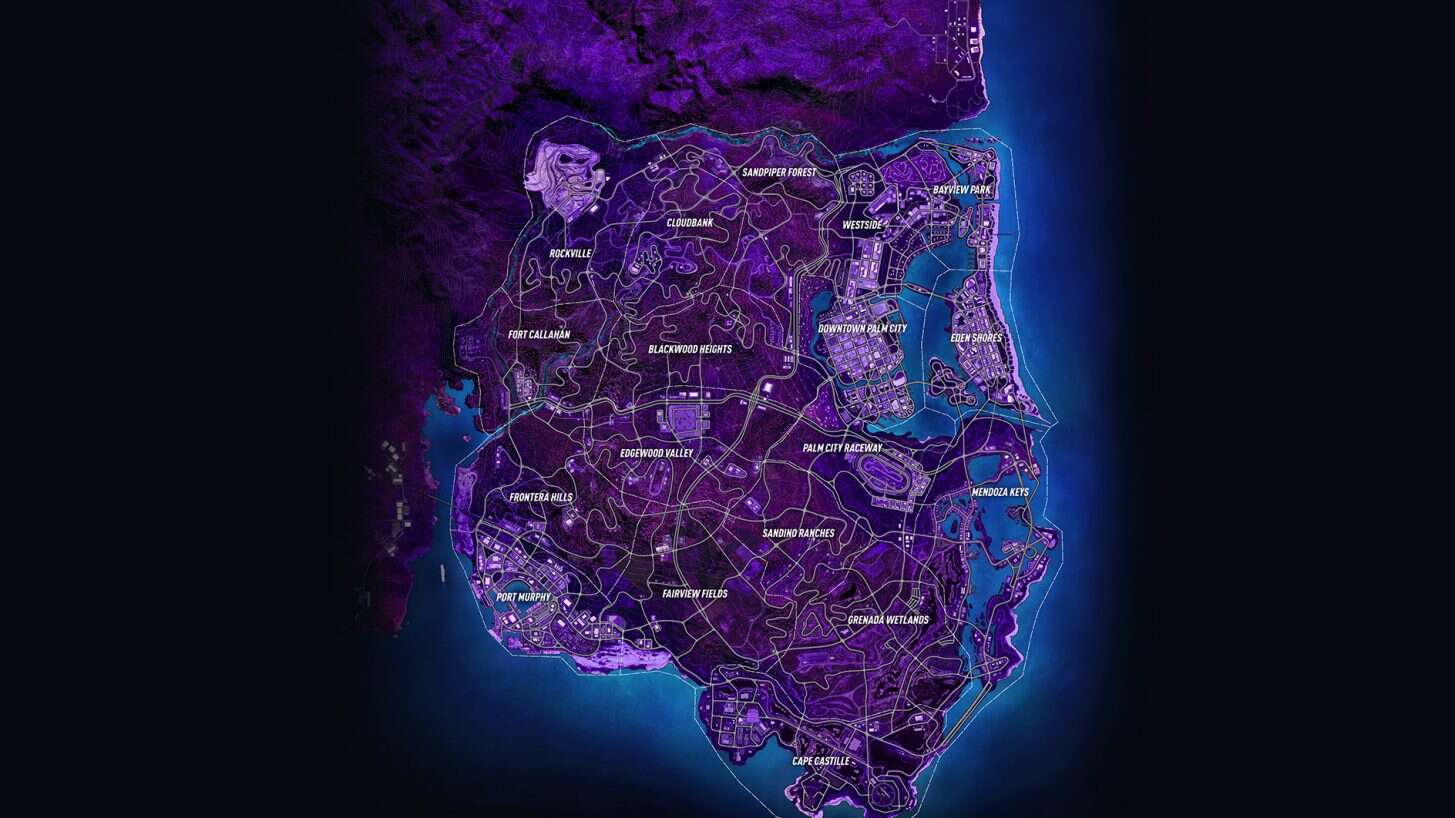 SANDPIPER FOREST
BAYVIEW PARK
CLOUDBANK
WESTSIDE
ROCKVILLE
FORT CALLAHAN
DOWNTOWN PALM CITY
EDEN SHORES
BLACKWOOD HEIGHTS
PALM CITY RACEWAY
EDGEWOOD VALLEY
MENDOZA KEYS
FRONTERA HILLS
SANDINO RANCHES
PORT MURPHY
FAIRVIEW FIELDS
GRENADA WETLANDS
CAPE CASTILLE